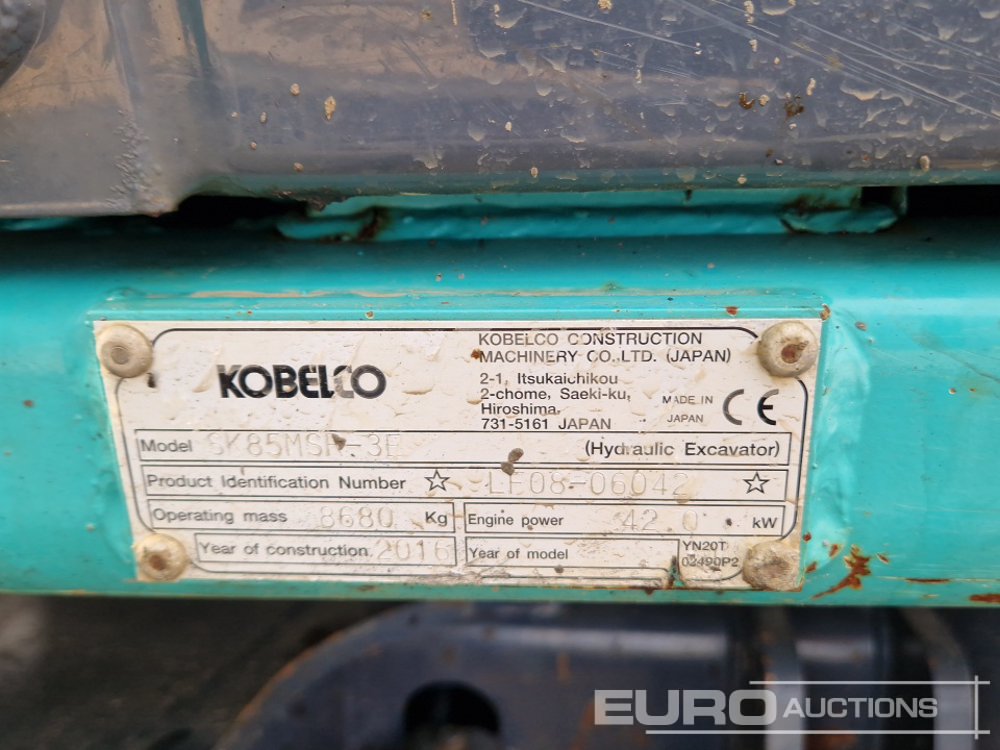 KOBELCO
KOBELCO CONSTRUCTION
MACHINERY CO.,LTD. (JAPAN)
2-1, Itsukaichikou
2-chome, Saeki-ku,
Hiroshima,
731-5161 JAPAN
MADE IN
JAPAN
CE
Model SK85MSR-3E (Hydraulic Excavator)
Product Identification Number ☆ LF08-06042 ☆
Operating mass 8680 Kg
Engine power 42.0 kW
Year of construction 2016
Year of model
YN20T
02490P2
EURO AUCTIONS